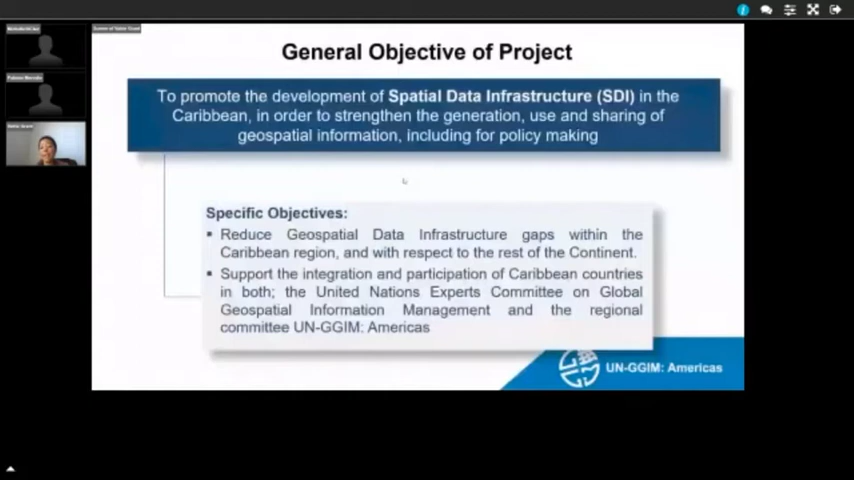 General Objective of Project
To promote the development of Spatial Data Infrastructure (SDI) in the
Caribbean, in order to strengthen the generation, use and sharing of
geospatial information, including for policy making
Specific Objectives:
▪ Reduce Geospatial Data Infrastructure gaps within the
Caribbean region, and with respect to the rest of the Continent.
▪ Support the integration and participation of Caribbean countries
in both; the United Nations Experts Committee on Global
Geospatial Information Management and the regional
committee UN-GGIM: Americas
UN-GGIM: Americas